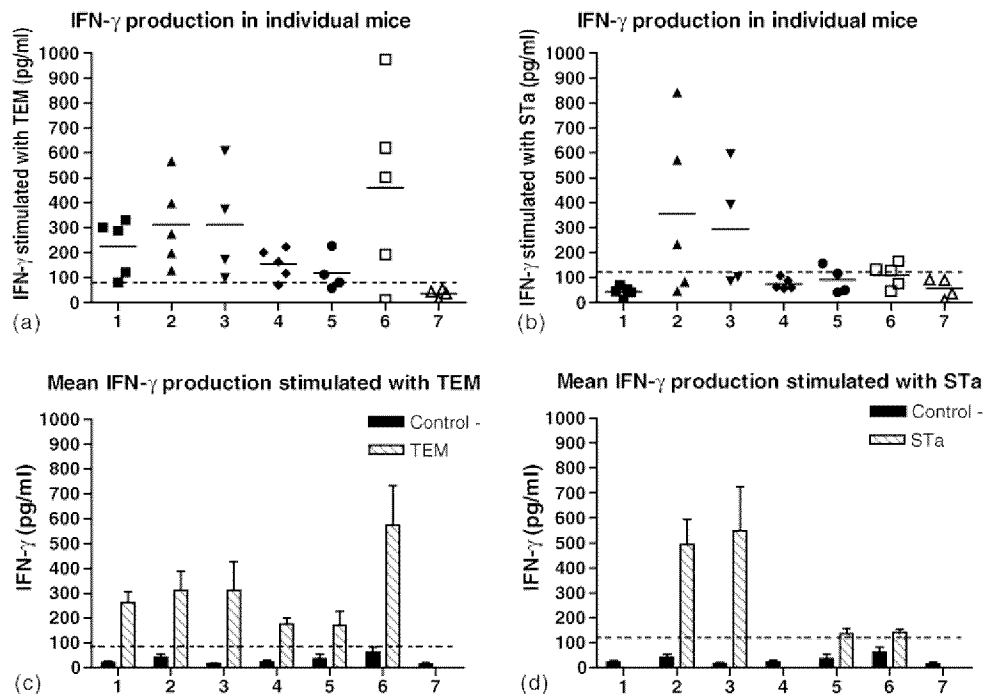 IFN-γ production in individual mice
IFN-γ stimulated with TEM (pg/ml)
1000
900
800
700
600
500
400
300
200
100
0
1 2 3 4 5 6 7
(a)
IFN-γ production in individual mice
IFN-γ stimulated with STa (pg/ml)
1000
900
800
700
600
500
400
300
200
100
0
1 2 3 4 5 6 7
(b)
Mean IFN-γ production stimulated with TEM
Control -
TEM
IFN-γ (pg/ml)
1000
900
800
700
600
500
400
300
200
100
0
1 2 3 4 5 6 7
(c)
Mean IFN-γ production stimulated with STa
Control -
STa
IFN-γ (pg/ml)
1000
900
800
700
600
500
400
300
200
100
0
1 2 3 4 5 6 7
(d)